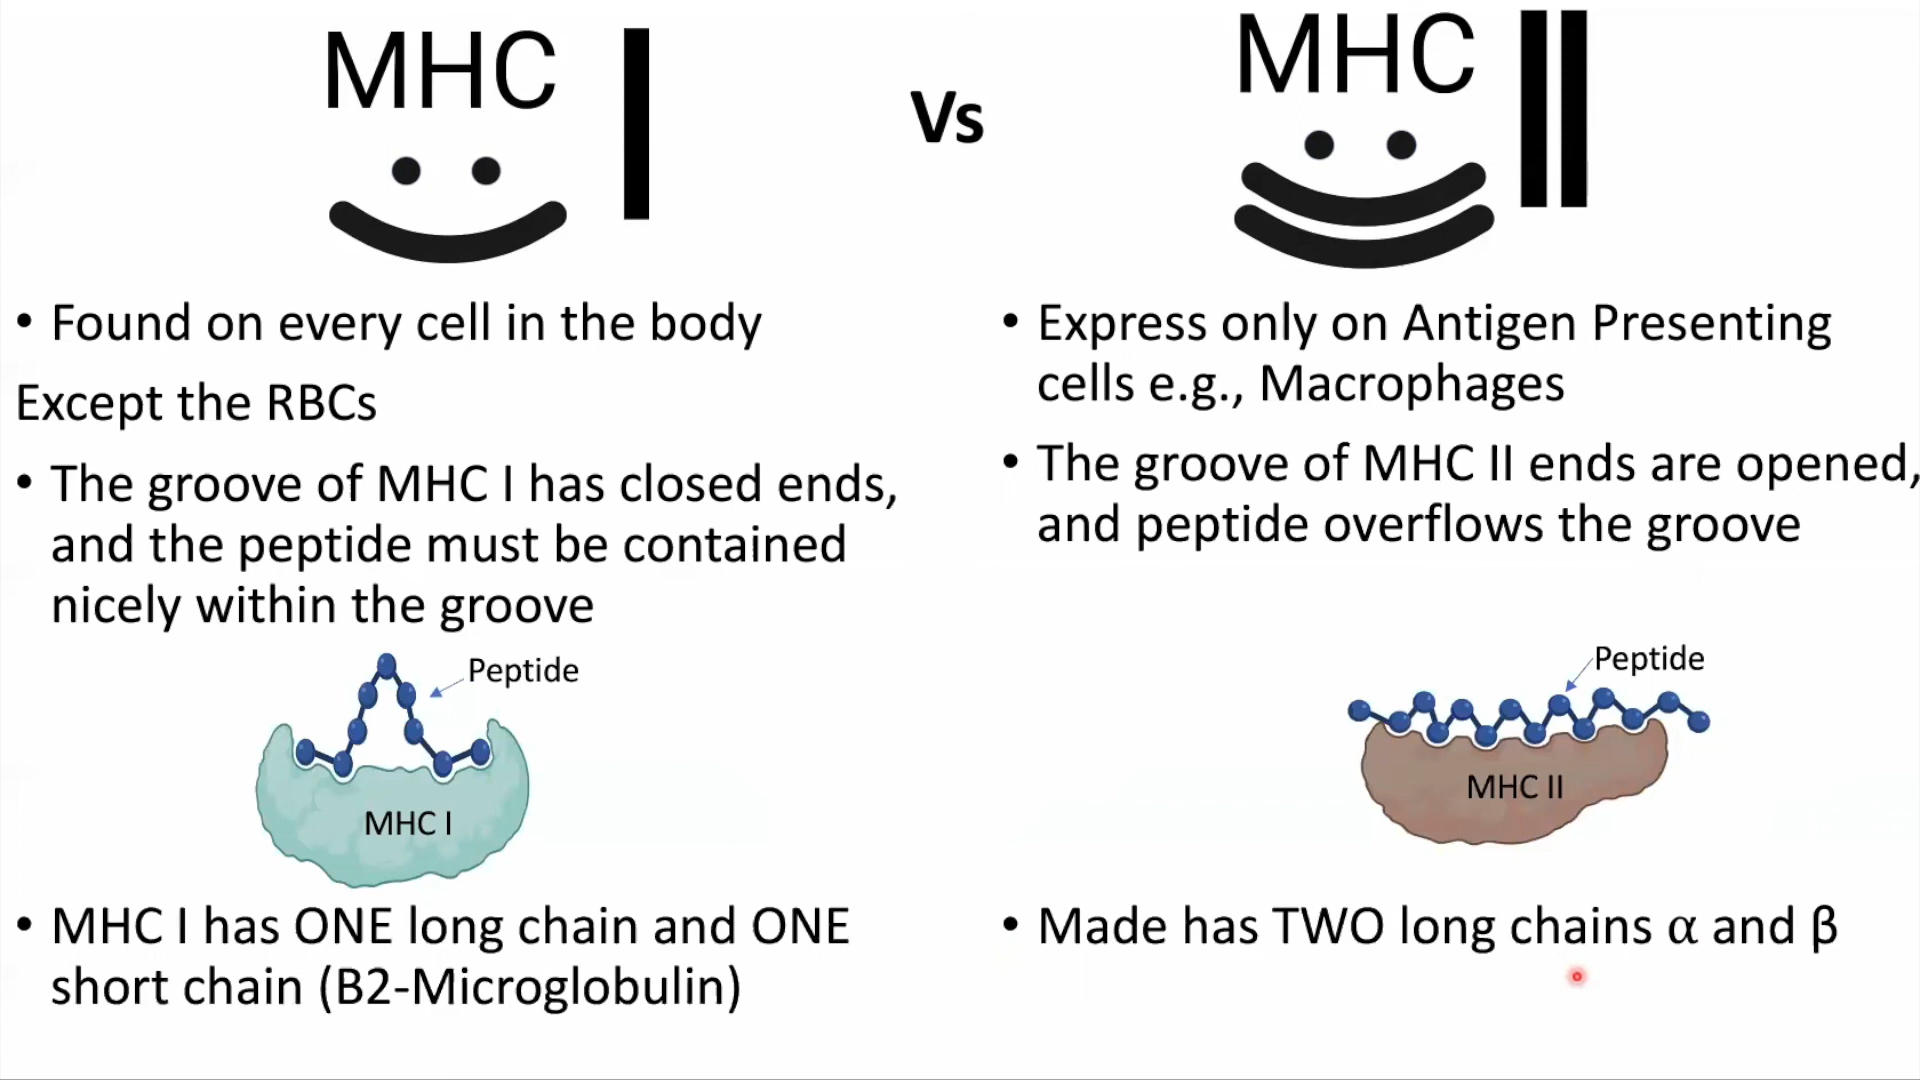 MHC I
Vs
MHC II
• Found on every cell in the body
Except the RBCs
• The groove of MHC I has closed ends,
and the peptide must be contained
nicely within the groove
Peptide
MHC I
• MHC I has ONE long chain and ONE
short chain (B2-Microglobulin)
• Express only on Antigen Presenting
cells e.g., Macrophages
• The groove of MHC II ends are opened,
and peptide overflows the groove
Peptide
MHC II
• Made has TWO long chains α and β